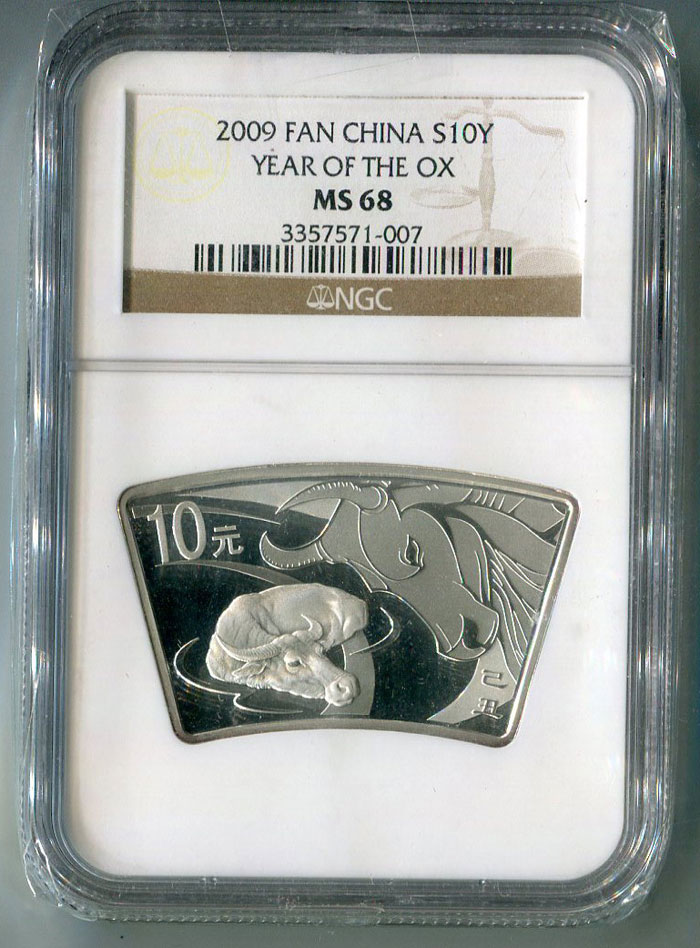 2009 FAN CHINA S10Y
YEAR OF THE OX
MS 68
3357571-007
NGC
10元
己丑